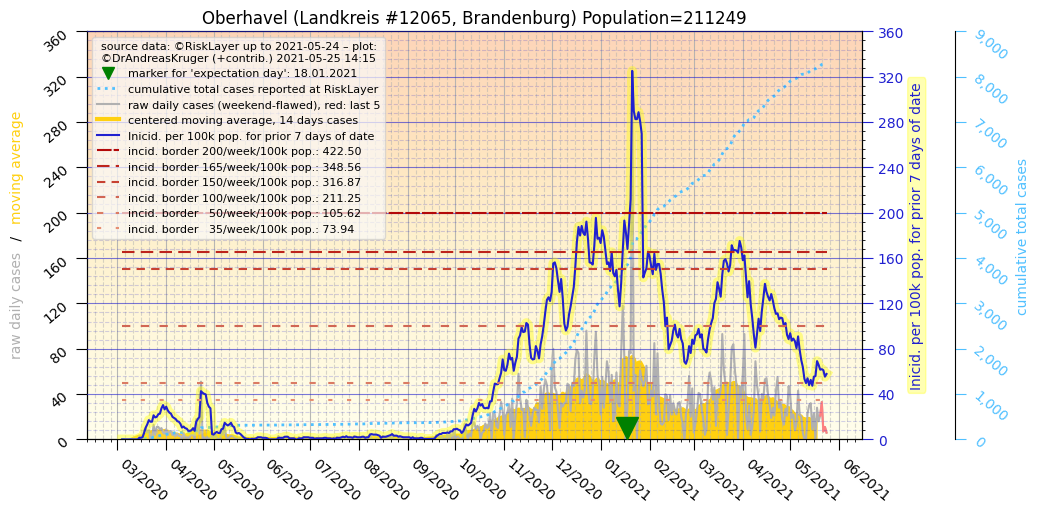 Oberhavel (Landkreis #12065, Brandenburg) Population=211249
source data: ©RiskLayer up to 2021-05-24 – plot:
©DrAndreasKruger (+contrib.) 2021-05-25 14:15
marker for 'expectation day': 18.01.2021
cumulative total cases reported at RiskLayer
raw daily cases (weekend-flawed), red: last 5
centered moving average, 14 days cases
Inicid. per 100k pop. for prior 7 days of date
incid. border 200/week/100k pop.: 422.50
incid. border 165/week/100k pop.: 348.56
incid. border 150/week/100k pop.: 316.87
incid. border 100/week/100k pop.: 211.25
incid. border   50/week/100k pop.: 105.62
incid. border   35/week/100k pop.: 73.94
raw daily cases / moving average
360
320
280
240
200
160
120
80
40
0
03/2020
04/2020
05/2020
06/2020
07/2020
08/2020
09/2020
10/2020
11/2020
12/2020
01/2021
02/2021
03/2021
04/2021
05/2021
06/2021
360
320
280
240
200
160
120
80
40
0
Inicid. per 100k pop. for prior 7 days of date
9,000
8,000
7,000
6,000
5,000
4,000
3,000
2,000
1,000
0
cumulative total cases